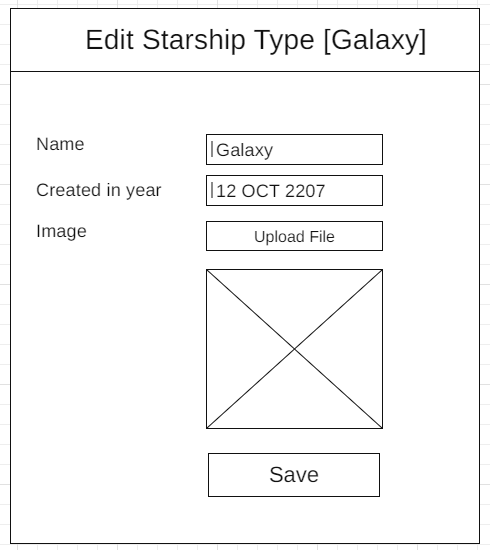 Edit Starship Type [Galaxy]
Name
Galaxy
Created in year
12 OCT 2207
Image
Upload File
Save